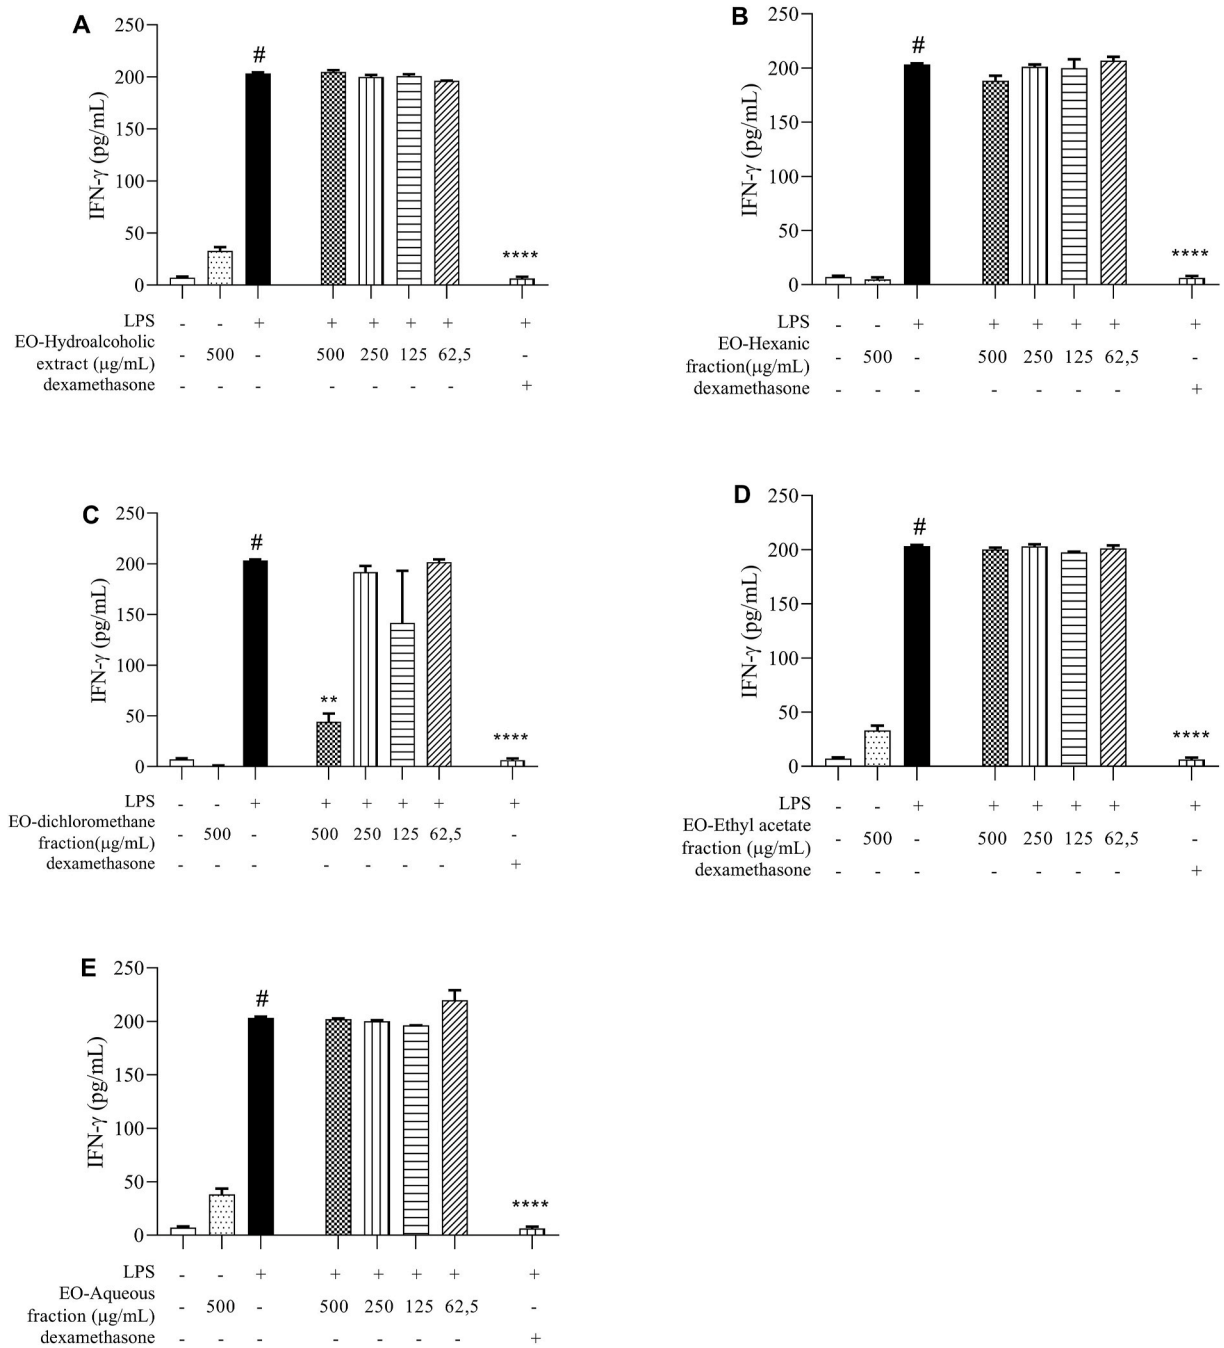 A
IFN-γ (pg/mL)
250
200
150
100
50
0
#
****
LPS - - + + + + + +
EO-Hydroalcoholic
extract (μg/mL) - 500 - 500 250 125 62,5 -
dexamethasone - - - - - - - +
B
IFN-γ (pg/mL)
250
200
150
100
50
0
#
****
LPS - - + + + + + +
EO-Hexanic
fraction(μg/mL) - 500 - 500 250 125 62,5 -
dexamethasone - - - - - - - +
C
IFN-γ (pg/mL)
250
200
150
100
50
0
#
**
****
LPS - - + + + + + +
EO-dichloromethane
fraction(μg/mL) - 500 - 500 250 125 62,5 -
dexamethasone - - - - - - - +
D
IFN-γ (pg/mL)
250
200
150
100
50
0
#
****
LPS - - + + + + + +
EO-Ethyl acetate
fraction (μg/mL) - 500 - 500 250 125 62,5 -
dexamethasone - - - - - - - +
E
IFN-γ (pg/mL)
250
200
150
100
50
0
#
****
LPS - - + + + + + +
EO-Aqueous
fraction (μg/mL) - 500 - 500 250 125 62,5 -
dexamethasone - - - - - - - +